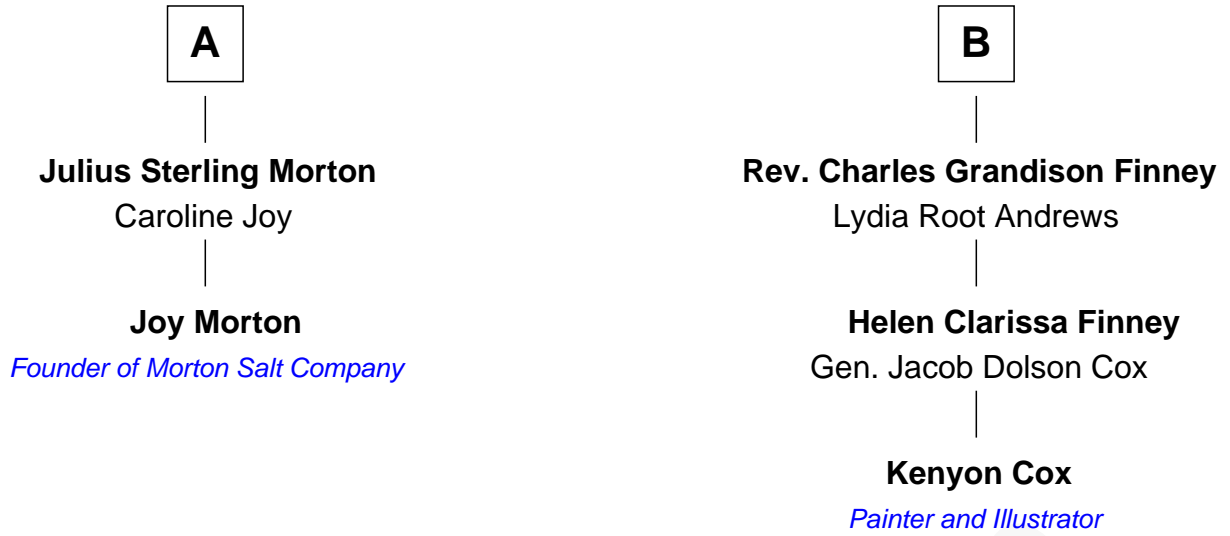 A
Julius Sterling Morton
Caroline Joy
Joy Morton
Founder of Morton Salt Company
B
Rev. Charles Grandison Finney
Lydia Root Andrews
Helen Clarissa Finney
Gen. Jacob Dolson Cox
Kenyon Cox
Painter and Illustrator